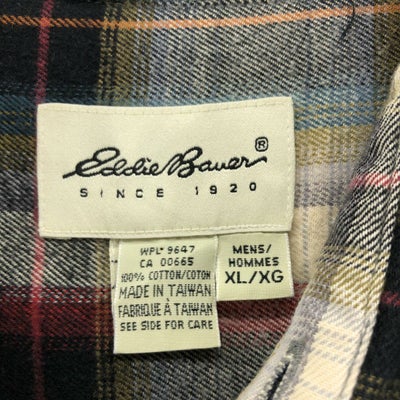 Eddie Bauer®
SINCE 1920
WPL® 9647
CA 00665
100% COTTON/COTON
MADE IN TAIWAN
FABRIQUÉ À TAIWAN
SEE SIDE FOR CARE
MENS/
HOMMES
XL/XG